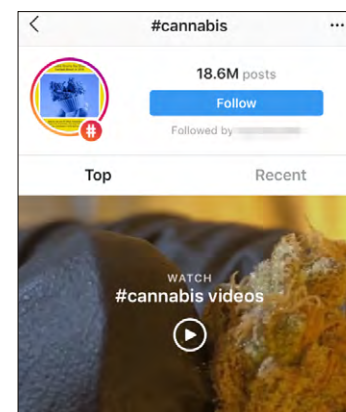 #cannabis
18.6M posts
Follow
Followed by
Top Recent
WATCH
#cannabis videos